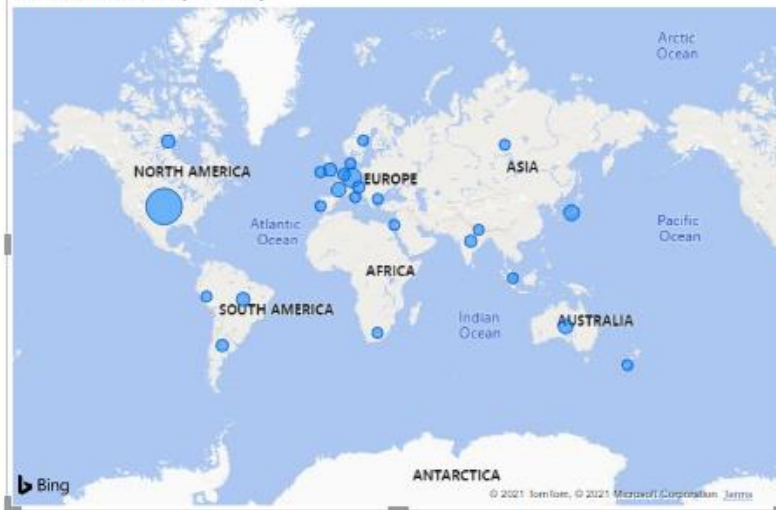 Arctic
Ocean
NORTH AMERICA
EUROPE
ASIA
Atlantic
Ocean
Pacific
Ocean
AFRICA
SOUTH AMERICA
Indian
Ocean
AUSTRALIA
ANTARCTICA
Bing
© 2021 TomTom, © 2021 Microsoft Corporation Terms